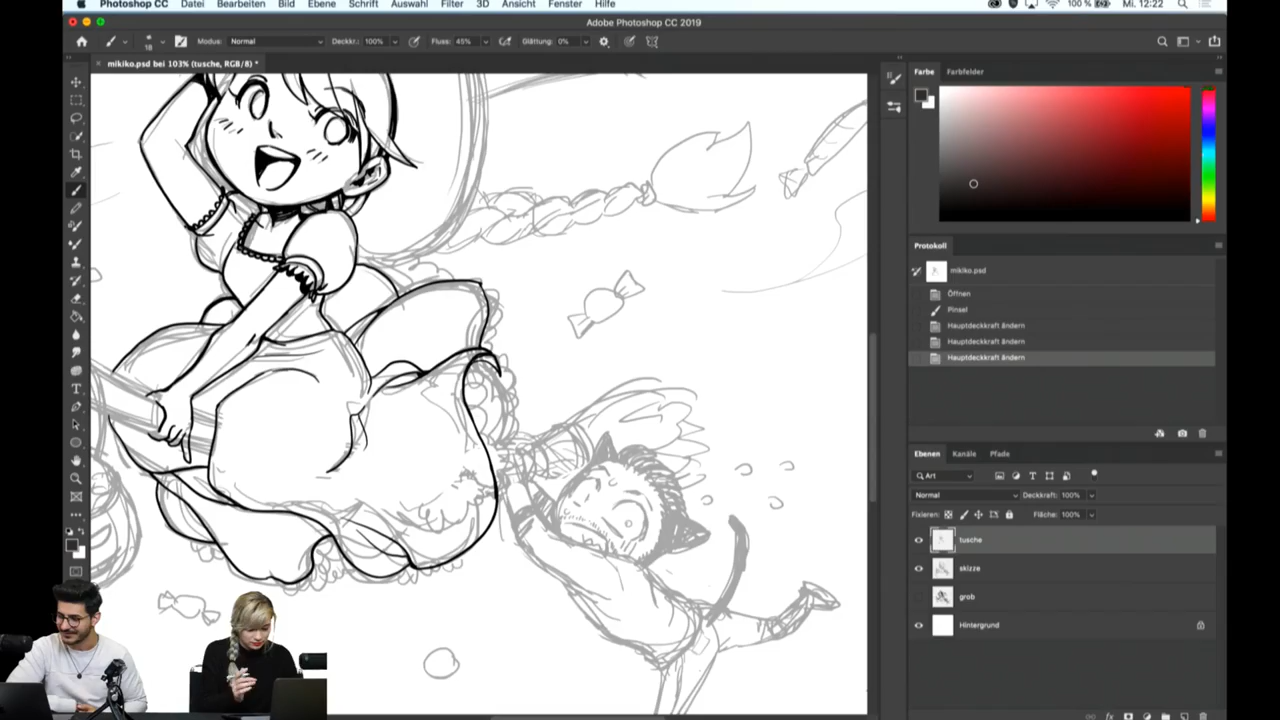 Photoshop CC Datei Bearbeiten Bild Ebene Schrift Auswahl Filter 3D Ansicht Fenster Hilfe 100 % Mi. 12:22
Adobe Photoshop CC 2019
18 Modus: Normal Deckkr.: 100% Fluss: 45% Glättung: 0%
mikiko.psd bei 103% (tusche, RGB/8) *
Farbe Farbfelder
Protokoll
mikiko.psd
Öffnen
Pinsel
Hauptdeckkraft ändern
Hauptdeckkraft ändern
Hauptdeckkraft ändern
Ebenen Kanäle Pfade
Art
Normal Deckkraft: 100%
Fixieren: Fläche: 100%
tusche
skizze
grob
Hintergrund